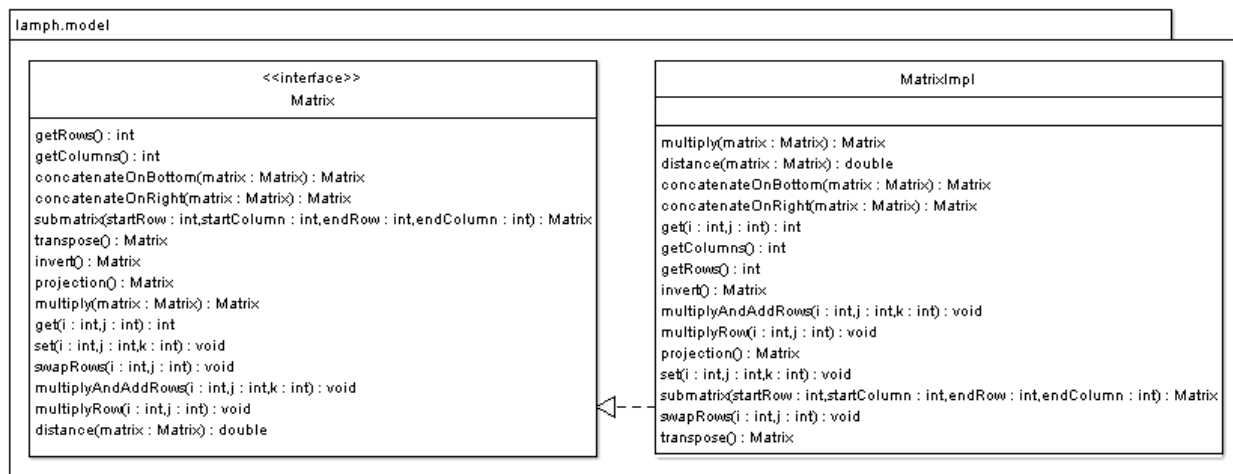 lamph.model
<<interface>>
Matrix
getRows() : int
getColumns() : int
concatenateOnBottom(matrix : Matrix) : Matrix
concatenateOnRight(matrix : Matrix) : Matrix
submatrix(startRow : int,startColumn : int,endRow : int,endColumn : int) : Matrix
transpose() : Matrix
invert() : Matrix
projection() : Matrix
multiply(matrix : Matrix) : Matrix
get(i : int,j : int) : int
set(i : int,j : int,k : int) : void
swapRows(i : int,j : int) : void
multiplyAndAddRows(i : int,j : int,k : int) : void
multiplyRow(i : int,j : int) : void
distance(matrix : Matrix) : double
MatrixImpl
multiply(matrix : Matrix) : Matrix
distance(matrix : Matrix) : double
concatenateOnBottom(matrix : Matrix) : Matrix
concatenateOnRight(matrix : Matrix) : Matrix
get(i : int,j : int) : int
getColumns() : int
getRows() : int
invert() : Matrix
multiplyAndAddRows(i : int,j : int,k : int) : void
multiplyRow(i : int,j : int) : void
projection() : Matrix
set(i : int,j : int,k : int) : void
submatrix(startRow : int,startColumn : int,endRow : int,endColumn : int) : Matrix
swapRows(i : int,j : int) : void
transpose() : Matrix